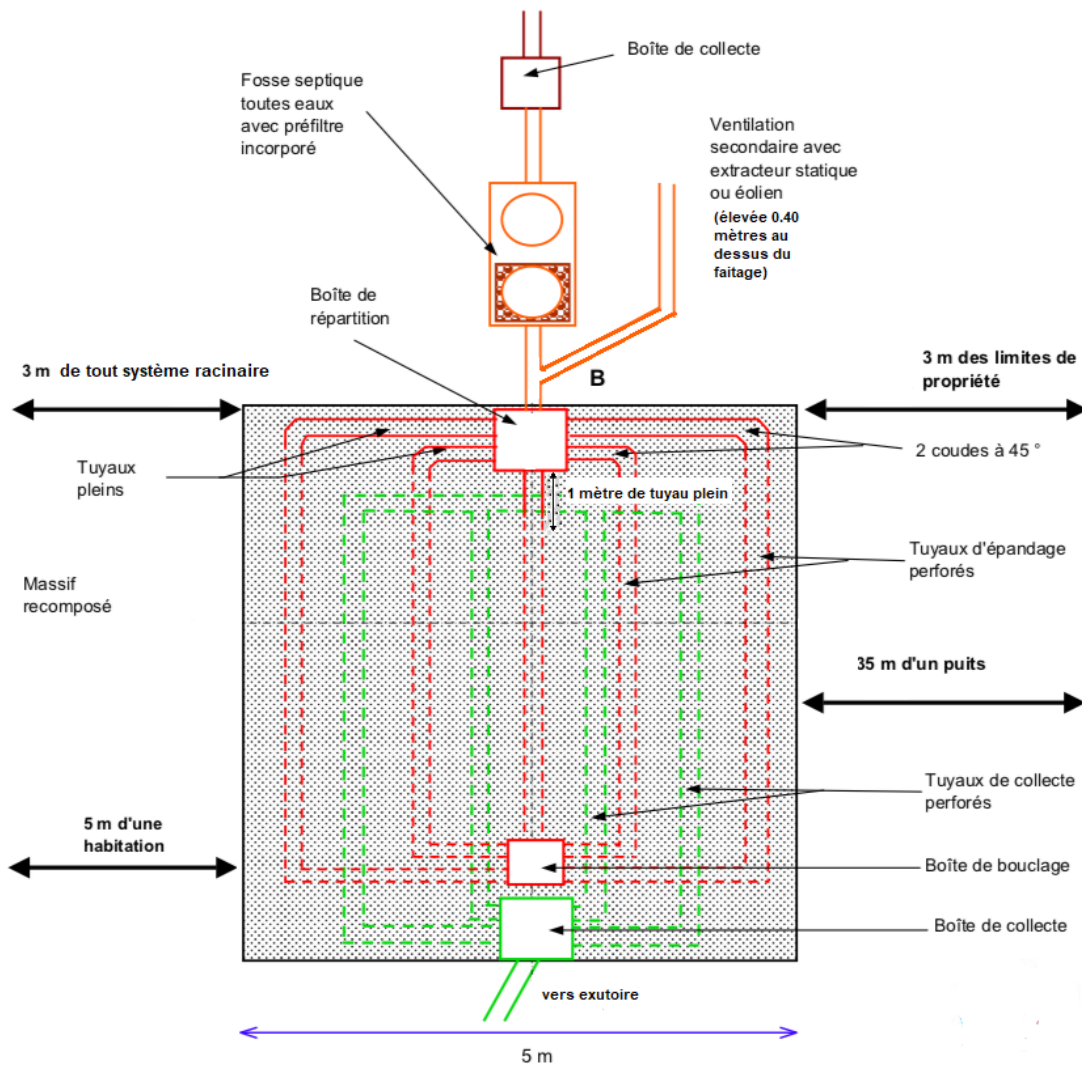 Boîte de collecte
Fosse septique
toutes eaux
avec préfiltre
incorporé
Ventilation
secondaire avec
extracteur statique
ou éolien
(élevée 0.40
mètres au
dessus du
faitage)
Boîte de
répartition
B
3 m de tout système racinaire
3 m des limites de
propriété
Tuyaux
pleins
2 coudes à 45 °
1 mètre de tuyau plein
Tuyaux d'épandage
perforés
Massif
recomposé
35 m d'un puits
Tuyaux de collecte
perforés
5 m d'une
habitation
Boîte de bouclage
Boîte de collecte
vers exutoire
5 m